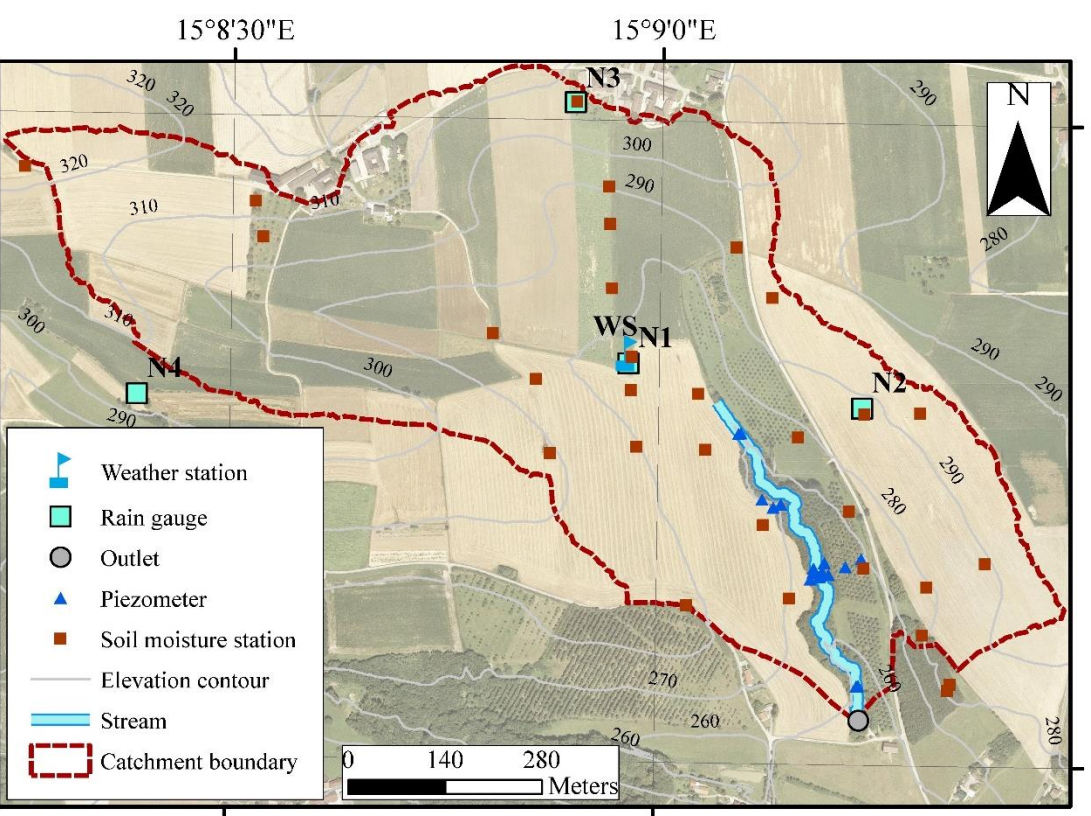 15°8'30"E
15°9'0"E
320
320
N3
290
N
300
320
290
310
310
280
310
300
WS
N1
290
N4
300
290
N2
290
290
280
Weather station
Rain gauge
Outlet
Piezometer
Soil moisture station
Elevation contour
Stream
Catchment boundary
270
260
260
260
280
0
140
280
Meters